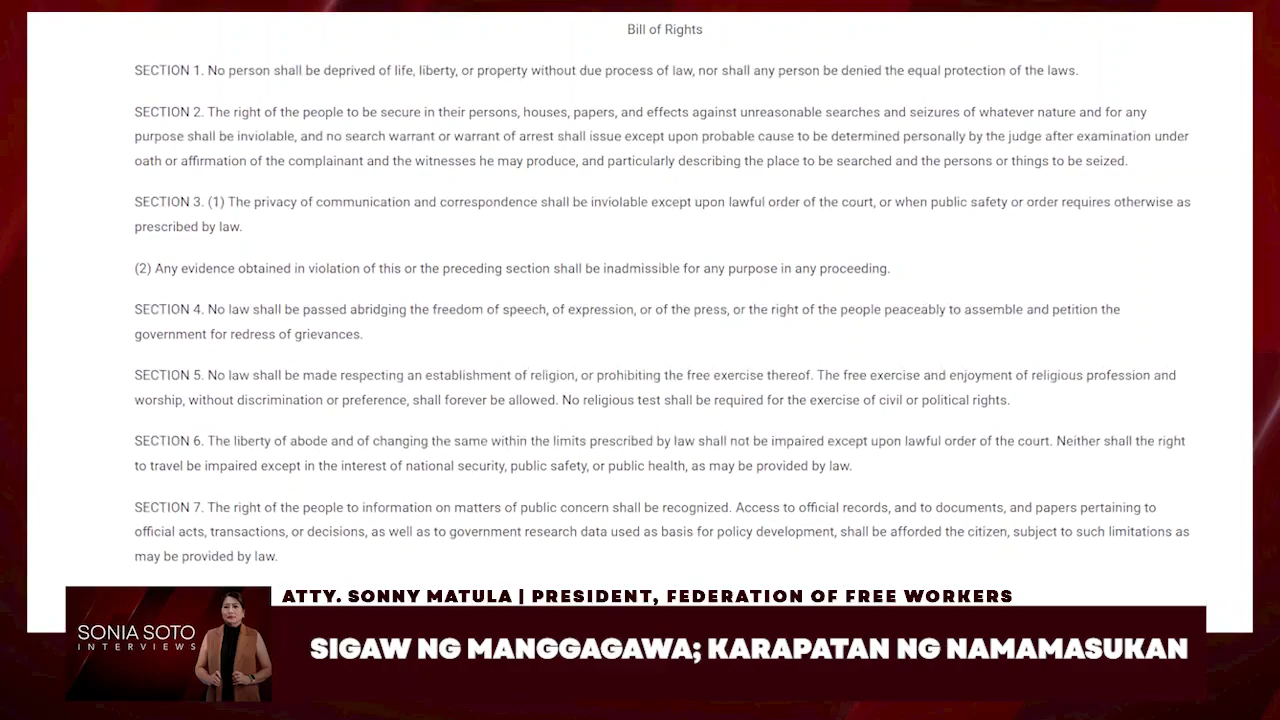 Bill of Rights
SECTION 1. No person shall be deprived of life, liberty, or property without due process of law, nor shall any person be denied the equal protection of the laws.
SECTION 2. The right of the people to be secure in their persons, houses, papers, and effects against unreasonable searches and seizures of whatever nature and for any
purpose shall be inviolable, and no search warrant or warrant of arrest shall issue except upon probable cause to be determined personally by the judge after examination under
oath or affirmation of the complainant and the witnesses he may produce, and particularly describing the place to be searched and the persons or things to be seized.
SECTION 3. (1) The privacy of communication and correspondence shall be inviolable except upon lawful order of the court, or when public safety or order requires otherwise as
prescribed by law.
(2) Any evidence obtained in violation of this or the preceding section shall be inadmissible for any purpose in any proceeding.
SECTION 4. No law shall be passed abridging the freedom of speech, of expression, or of the press, or the right of the people peaceably to assemble and petition the
government for redress of grievances.
SECTION 5. No law shall be made respecting an establishment of religion, or prohibiting the free exercise thereof. The free exercise and enjoyment of religious profession and
worship, without discrimination or preference, shall forever be allowed. No religious test shall be required for the exercise of civil or political rights.
SECTION 6. The liberty of abode and of changing the same within the limits prescribed by law shall not be impaired except upon lawful order of the court. Neither shall the right
to travel be impaired except in the interest of national security, public safety, or public health, as may be provided by law.
SECTION 7. The right of the people to information on matters of public concern shall be recognized. Access to official records, and to documents, and papers pertaining to
official acts, transactions, or decisions, as well as to government research data used as basis for policy development, shall be afforded the citizen, subject to such limitations as
may be provided by law.
ATTY. SONNY MATULA | PRESIDENT, FEDERATION OF FREE WORKERS
SONIA SOTO
INTERVIEWS
SIGAW NG MANGGAGAWA; KARAPATAN NG NAMAMASUKAN